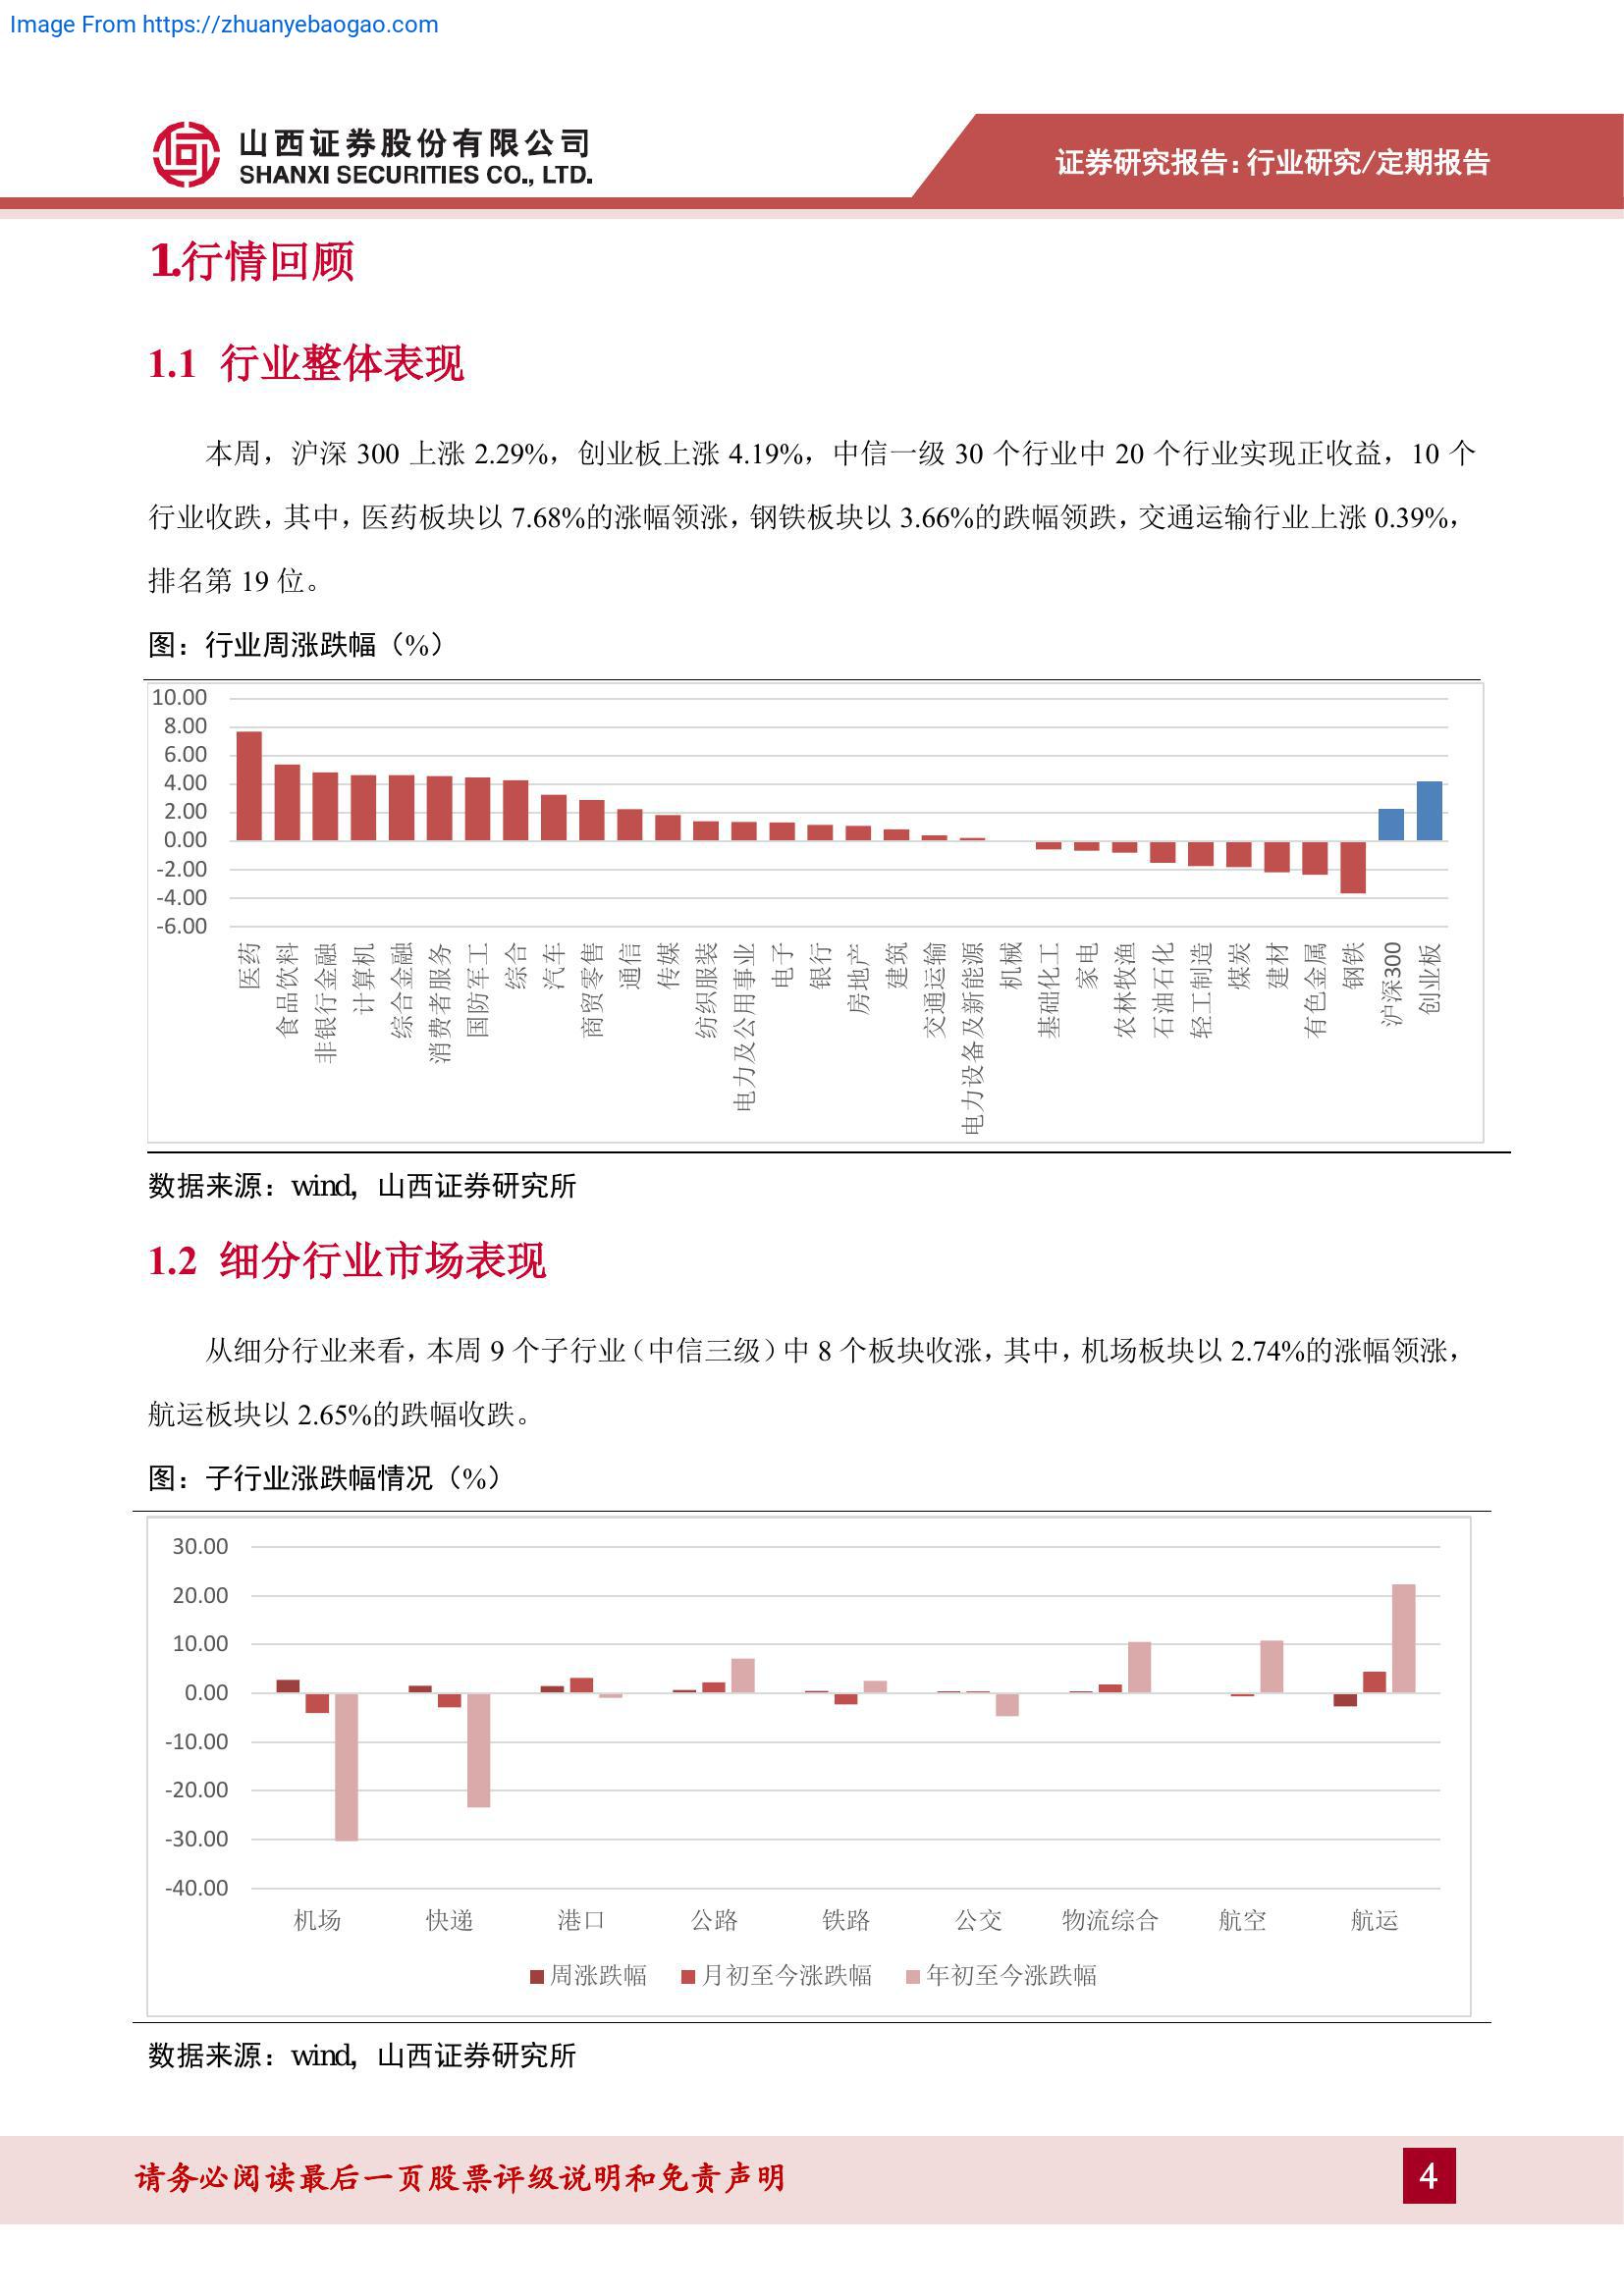 Image From https://zhuanyebaogao.com
山西证券股份有限公司
SHANXI SECURITIES CO., LTD.
证券研究报告：行业研究/定期报告
1.行情回顾
1.1 行业整体表现
本周，沪深 300 上涨 2.29%，创业板上涨 4.19%，中信一级 30 个行业中 20 个行业实现正收益，10 个
行业收跌，其中，医药板块以 7.68%的涨幅领涨，钢铁板块以 3.66%的跌幅领跌，交通运输行业上涨 0.39%，
排名第 19 位。
图：行业周涨跌幅（%）
10.00
8.00
6.00
4.00
2.00
0.00
-2.00
-4.00
-6.00
医药
食品饮料
非银行金融
计算机
综合金融
消费者服务
国防军工
综合
汽车
商贸零售
通信
传媒
纺织服装
电力及公用事业
电子
银行
房地产
建筑
交通运输
电力设备及新能源
机械
基础化工
家电
农林牧渔
石油石化
轻工制造
煤炭
建材
有色金属
钢铁
沪深300
创业板
数据来源：wind，山西证券研究所
1.2 细分行业市场表现
从细分行业来看，本周 9 个子行业（中信三级）中 8 个板块收涨，其中，机场板块以 2.74%的涨幅领涨，
航运板块以 2.65%的跌幅收跌。
图：子行业涨跌幅情况（%）
30.00
20.00
10.00
0.00
-10.00
-20.00
-30.00
-40.00
机场 快递 港口 公路 铁路 公交 物流综合 航空 航运
周涨跌幅 月初至今涨跌幅 年初至今涨跌幅
数据来源：wind，山西证券研究所
请务必阅读最后一页股票评级说明和免责声明
4